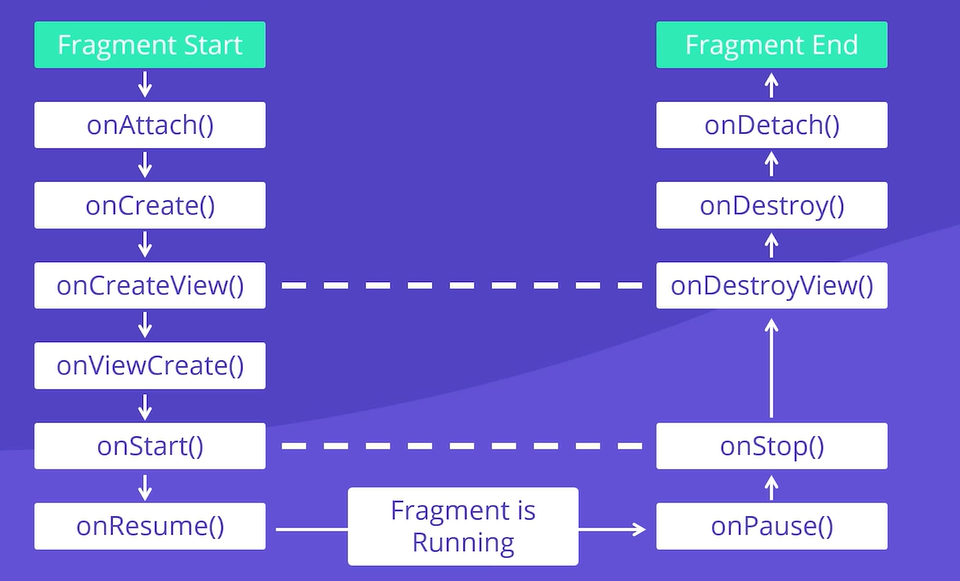 Fragment Start
onAttach()
onCreate()
onCreateView()
onViewCreate()
onStart()
onResume()
Fragment is
Running
onPause()
onStop()
onDestroyView()
onDestroy()
onDetach()
Fragment End